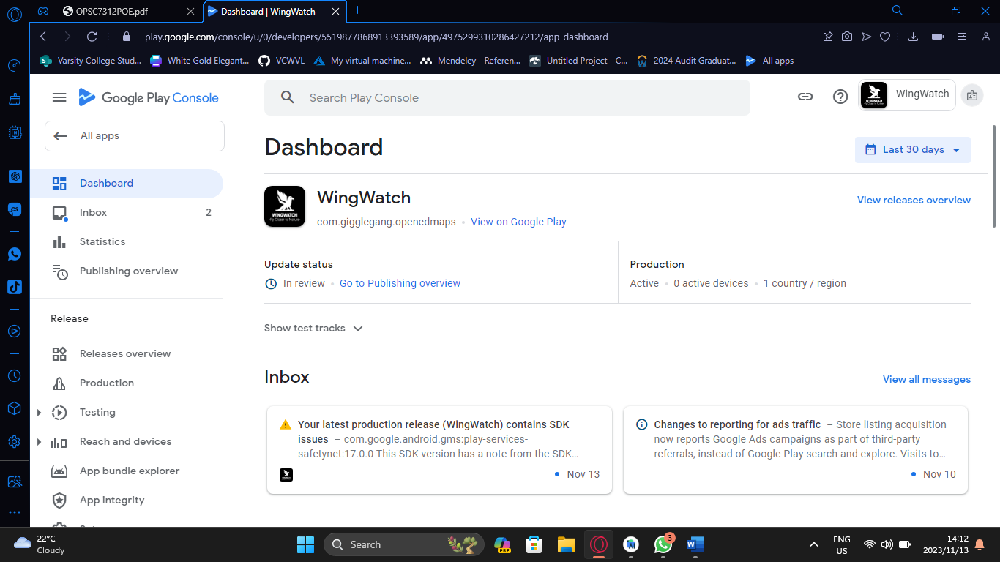 OPSC7312POE.pdf
Dashboard | WingWatch
play.google.com/console/u/0/developers/5519877868913393589/app/4975299310286427212/app-dashboard
Varsity College Stud...
White Gold Elegant...
VCWVL
My virtual machine...
Mendeley - Referen...
Untitled Project - C...
2024 Audit Graduat...
All apps
Google Play Console
Search Play Console
WINGWATCH
WingWatch
All apps
Dashboard
Last 30 days
Dashboard
Inbox 2
Statistics
Publishing overview
WINGWATCH
Fly Closer to Nature
WingWatch
com.gigglegang.openedmaps • View on Google Play
View releases overview
Update status
In review • Go to Publishing overview
Production
Active • 0 active devices • 1 country / region
Show test tracks
Release
Releases overview
Production
Testing
Reach and devices
App bundle explorer
App integrity
Inbox
View all messages
Your latest production release (WingWatch) contains SDK
issues – com.google.android.gms:play-services-
safetynet:17.0.0 This SDK version has a note from the SDK...
Nov 13
Changes to reporting for ads traffic – Store listing acquisition
now reports Google Ads campaigns as part of third-party
referrals, instead of Google Play search and explore. Visits to...
Nov 10
22°C
Cloudy
Search
PRE
3
ENG
US
14:12
2023/11/13